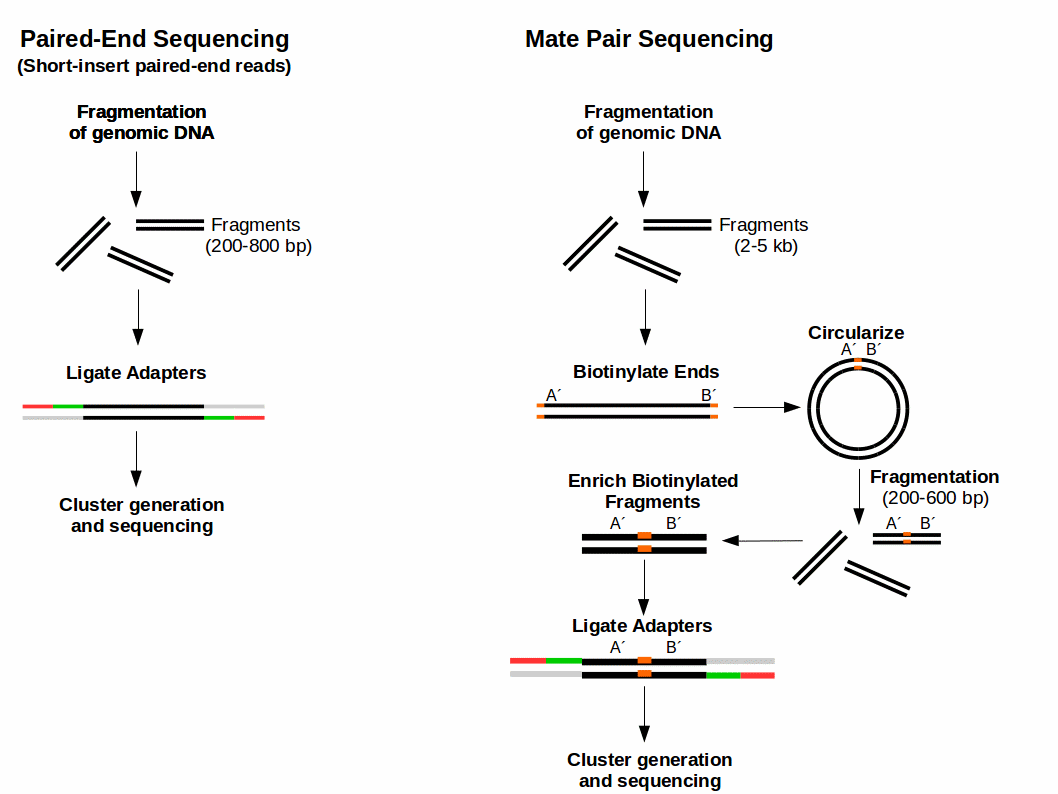 Paired-End Sequencing
(Short-insert paired-end reads)
Fragmentation
of genomic DNA
Fragments
(200-800 bp)
Ligate Adapters
Cluster generation
and sequencing
Mate Pair Sequencing
Fragmentation
of genomic DNA
Fragments
(2-5 kb)
Biotinylate Ends
A´ B´
Circularize
A´ B´
Fragmentation
(200-600 bp)
A´ B´
Enrich Biotinylated
Fragments
A´ B´
Ligate Adapters
A´ B´
Cluster generation
and sequencing